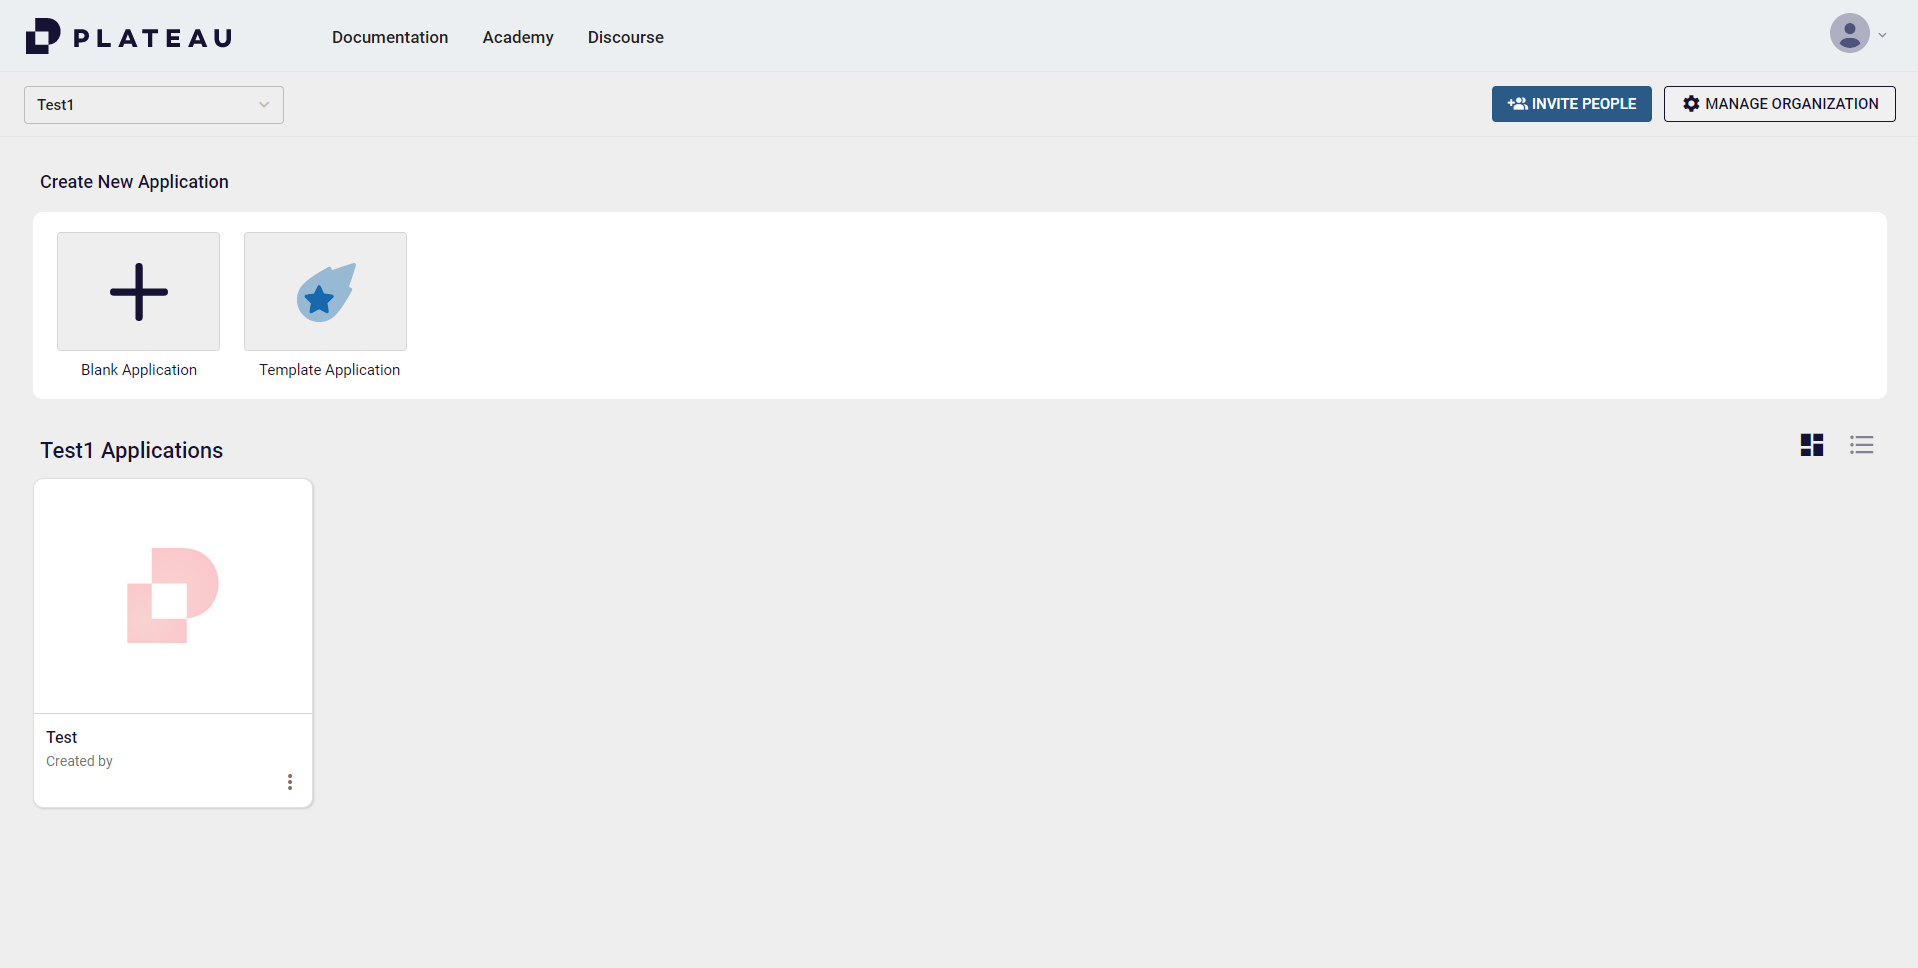 PLATEAU
Documentation
Academy
Discourse
Test1
INVITE PEOPLE
MANAGE ORGANIZATION
Create New Application
Blank Application
Template Application
Test1 Applications
Test
Created by